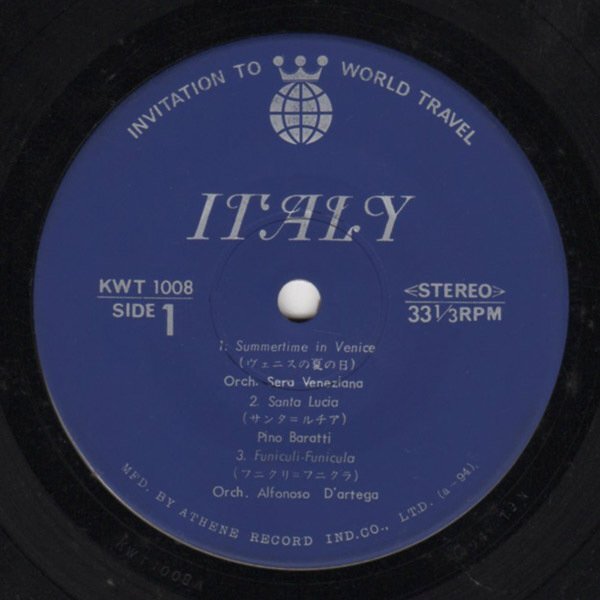 INVITATION TO WORLD TRAVEL
ITALY
KWT 1008
SIDE 1
<STEREO>
33 1/3 RPM
1. Summertime in Venice
(ヴェニスの夏の日)
Orch. Sera Veneziana
2. Santa Lucia
(サンタ=ルチア)
Pino Baratti
3. Funiculi-Funicula
(フニクリ=フニクラ)
Orch. Alfonoso D'artega
MFD. BY ATHENE RECORD IND.CO., LTD. (a-94)
KWT 1008A